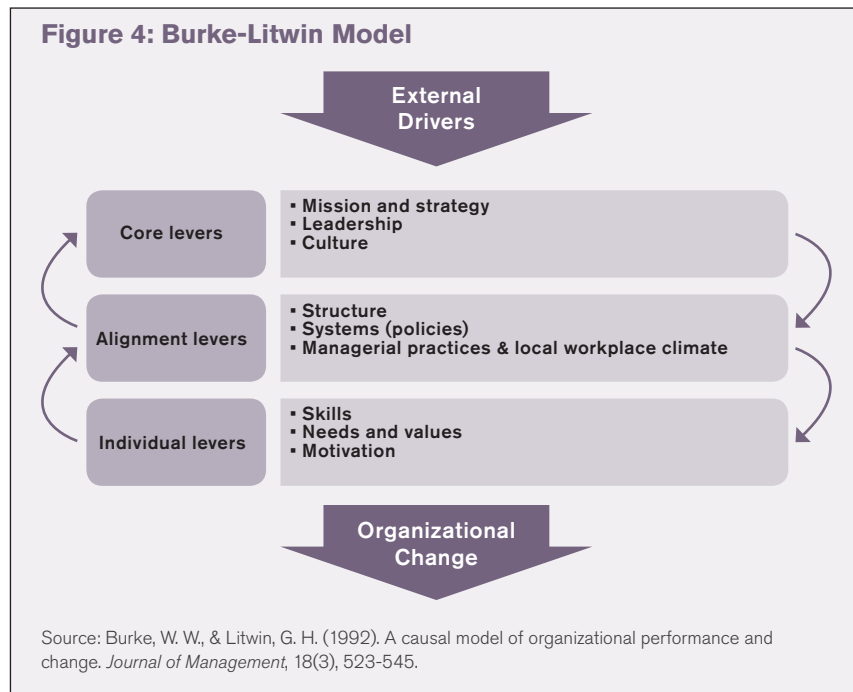 Figure 4: Burke-Litwin Model
External
Drivers
Core levers
▪ Mission and strategy
▪ Leadership
▪ Culture
Alignment levers
▪ Structure
▪ Systems (policies)
▪ Managerial practices & local workplace climate
Individual levers
▪ Skills
▪ Needs and values
▪ Motivation
Organizational
Change
Source: Burke, W. W., & Litwin, G. H. (1992). A causal model of organizational performance and
change. Journal of Management, 18(3), 523-545.